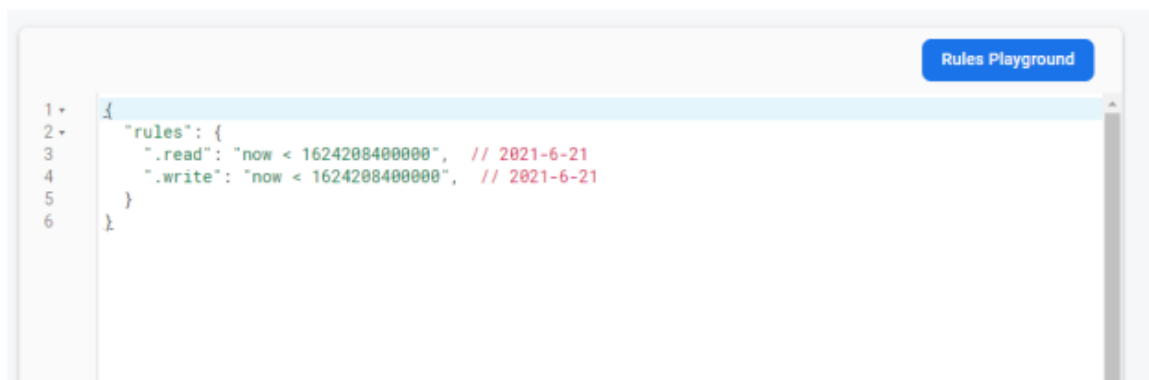 Rules Playground
1 {
2 "rules": {
3 ".read": "now < 1624208400000", // 2021-6-21
4 ".write": "now < 1624208400000", // 2021-6-21
5 }
6 }